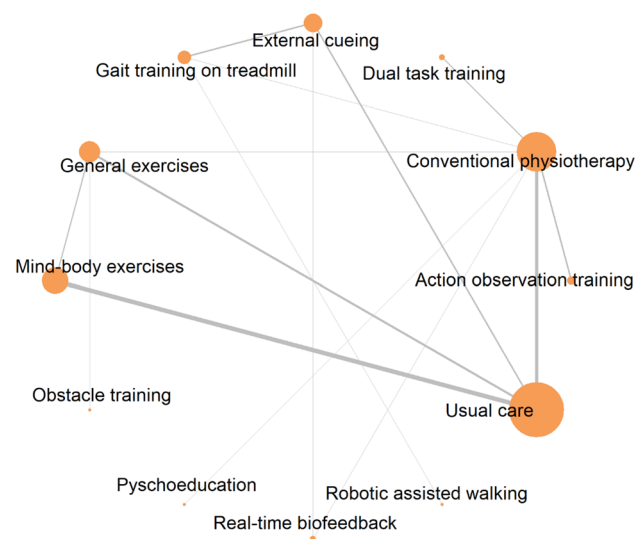 External cueing
Gait training on treadmill
Dual task training
General exercises
Conventional physiotherapy
Mind-body exercises
Action observation training
Obstacle training
Usual care
Pyschoeducation
Robotic assisted walking
Real-time biofeedback